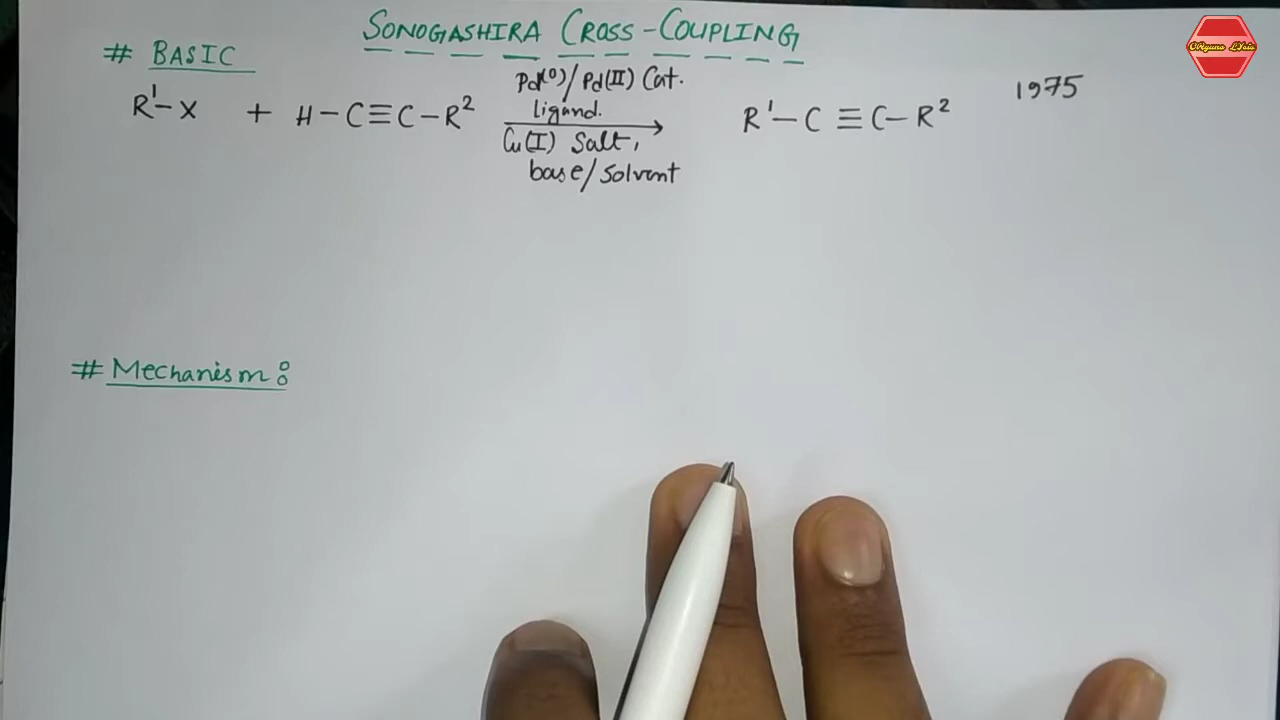 SONOGASHIRA CROSS-COUPLING
# BASIC
R¹-X + H-C≡C-R² Pd(0)/Pd(II) Cat. R¹-C≡C-R² 1975
ligand.
Cu(I) Salt,
base/Solvent
# Mechanism: